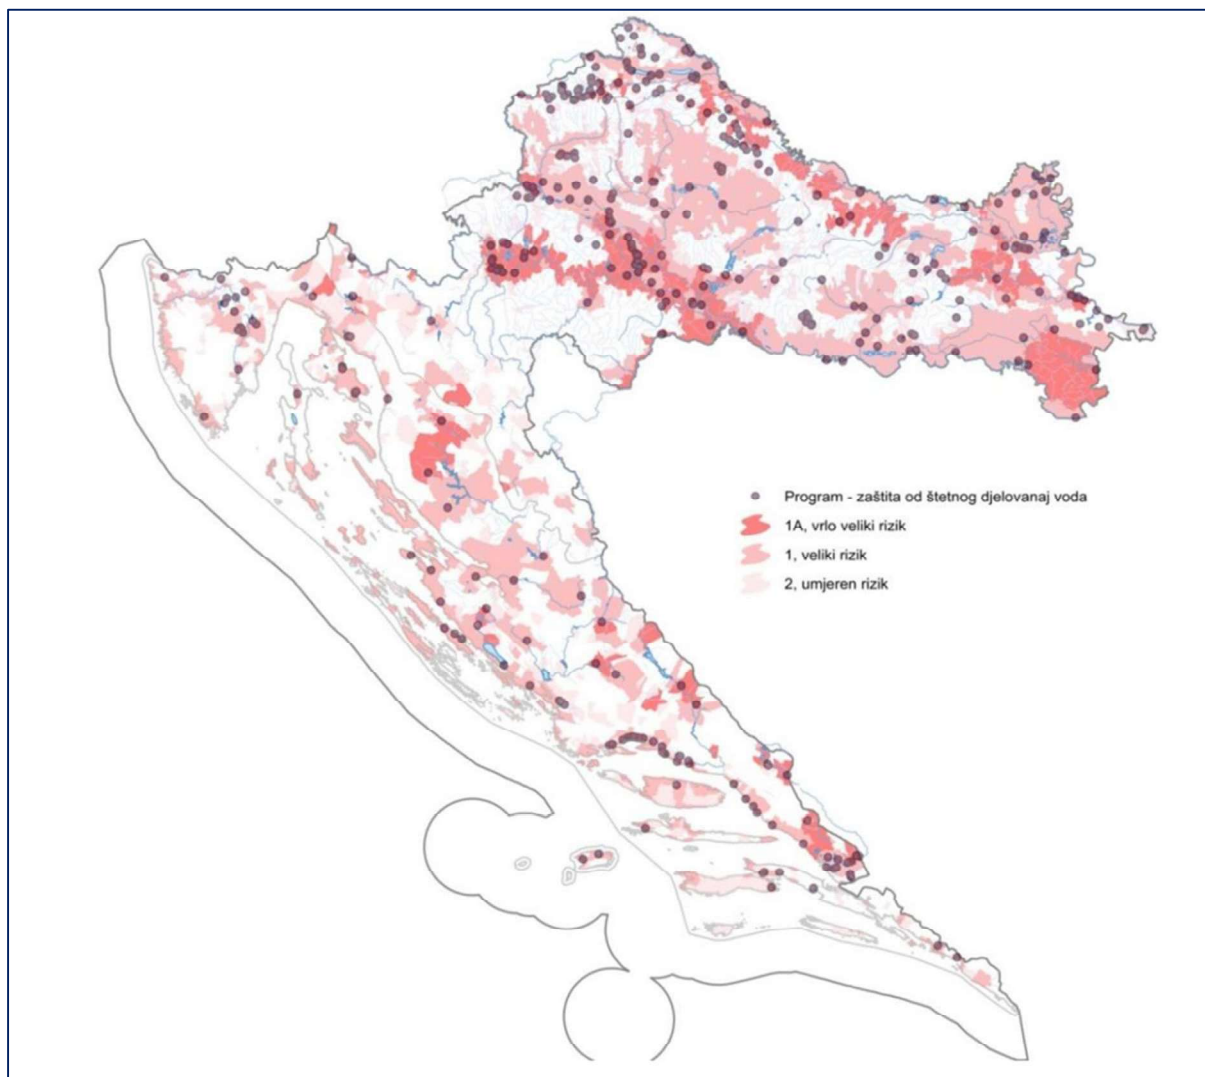 Program - zaštita od štetnog djelovanaj voda
1A, vrlo veliki rizik
1, veliki rizik
2, umjeren rizik